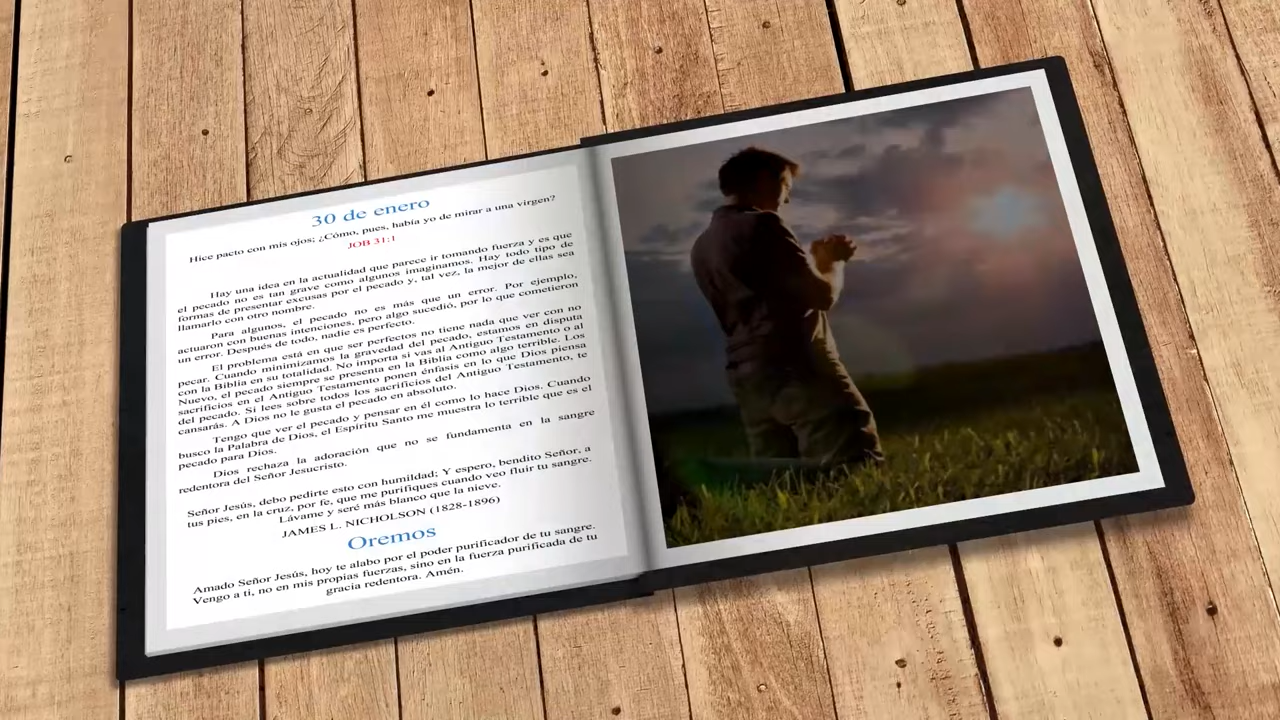 30 de enero
Hice pacto con mis ojos; ¿Cómo, pues, había yo de mirar a una virgen?
JOB 31:1
Hay una idea en la actualidad que parece ir tomando fuerza y es que
el pecado no es tan grave como algunos imaginamos. Hay todo tipo de
formas de presentar excusas por el pecado y, tal vez, la mejor de ellas sea
llamarlo con otro nombre.
Para algunos, el pecado no es más que un error. Por ejemplo,
actuaron con buenas intenciones, pero algo sucedió, por lo que cometieron
un error. Después de todo, nadie es perfecto.
El problema está en que ser perfectos no tiene nada que ver con no
pecar. Cuando minimizamos la gravedad del pecado, estamos en disputa
con la Biblia en su totalidad. No importa si vas al Antiguo Testamento o al
Nuevo, el pecado siempre se presenta en la Biblia como algo terrible. Los
sacrificios en el Antiguo Testamento ponen énfasis en lo que Dios piensa
del pecado. Si lees sobre todos los sacrificios del Antiguo Testamento, te
cansarás. A Dios no le gusta el pecado en absoluto.
Tengo que ver el pecado y pensar en él como lo hace Dios. Cuando
busco la Palabra de Dios, el Espíritu Santo me muestra lo terrible que es el
pecado para Dios.
Dios rechaza la adoración que no se fundamenta en la sangre
redentora del Señor Jesucristo.
Señor Jesús, debo pedirte esto con humildad; Y espero, bendito Señor, a
tus pies, en la cruz, por fe, que me purifiques cuando veo fluir tu sangre.
Lávame y seré más blanco que la nieve.
JAMES L. NICHOLSON (1828-1896)
Oremos
Amado Señor Jesús, hoy te alabo por el poder purificador de tu sangre.
Vengo a ti, no en mis propias fuerzas, sino en la fuerza purificada de tu
gracia redentora. Amén.